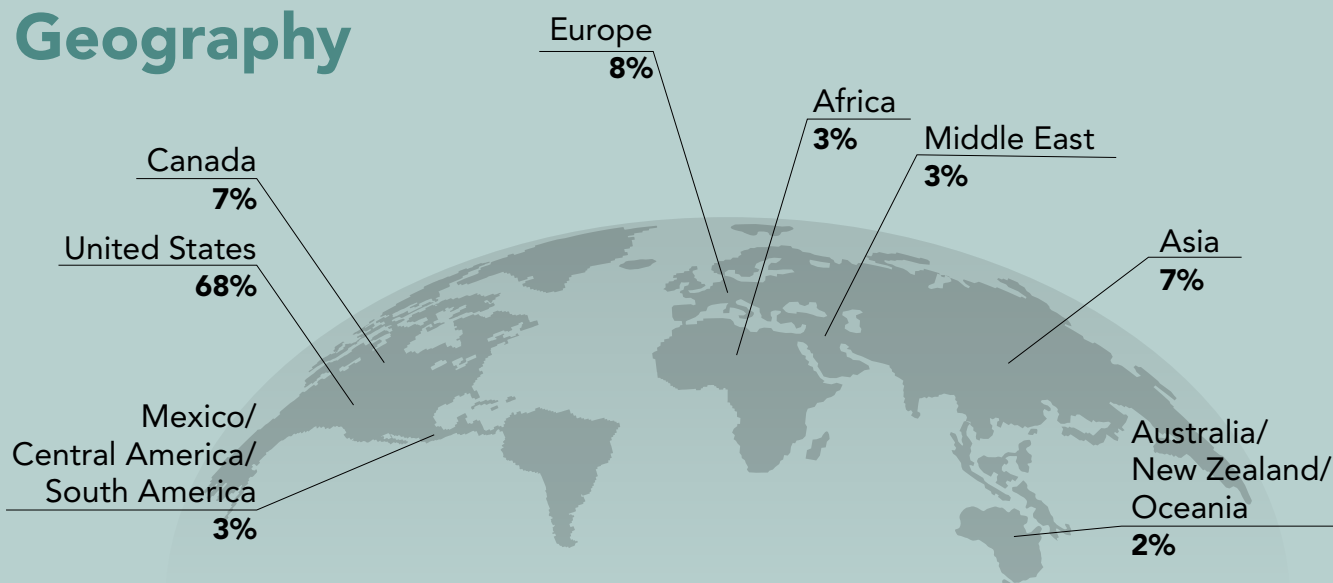 Geography
Europe
8%
Africa
3%
Middle East
3%
Canada
7%
United States
68%
Asia
7%
Mexico/
Central America/
South America
3%
Australia/
New Zealand/
Oceania
2%